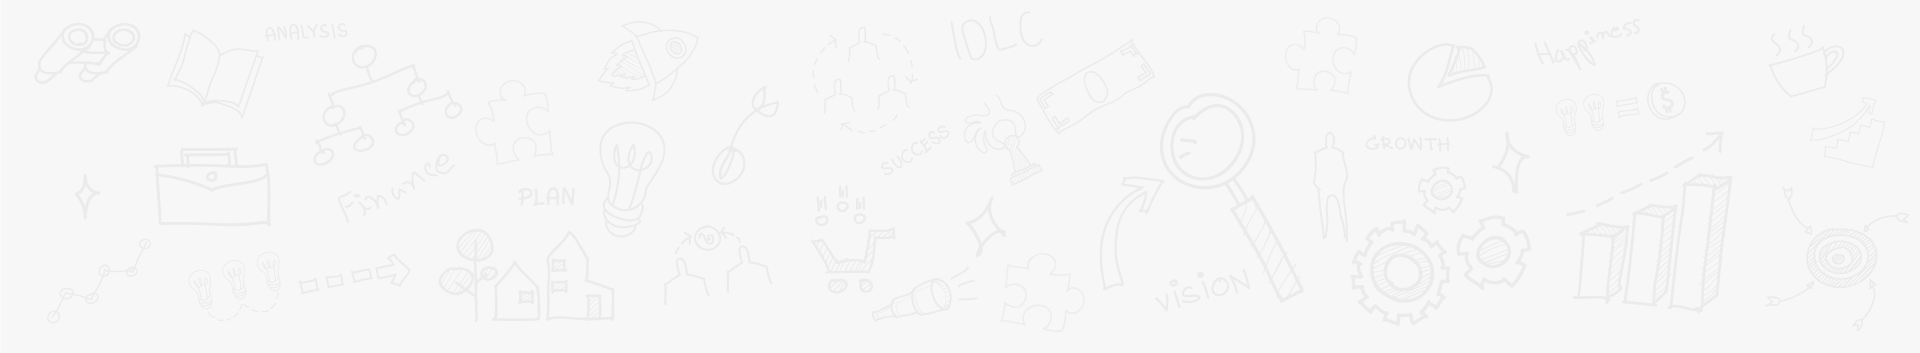 ANALYSIS
IDLC
Happiness
SUCCESS
GROWTH
Finance
PLAN
$
VISION